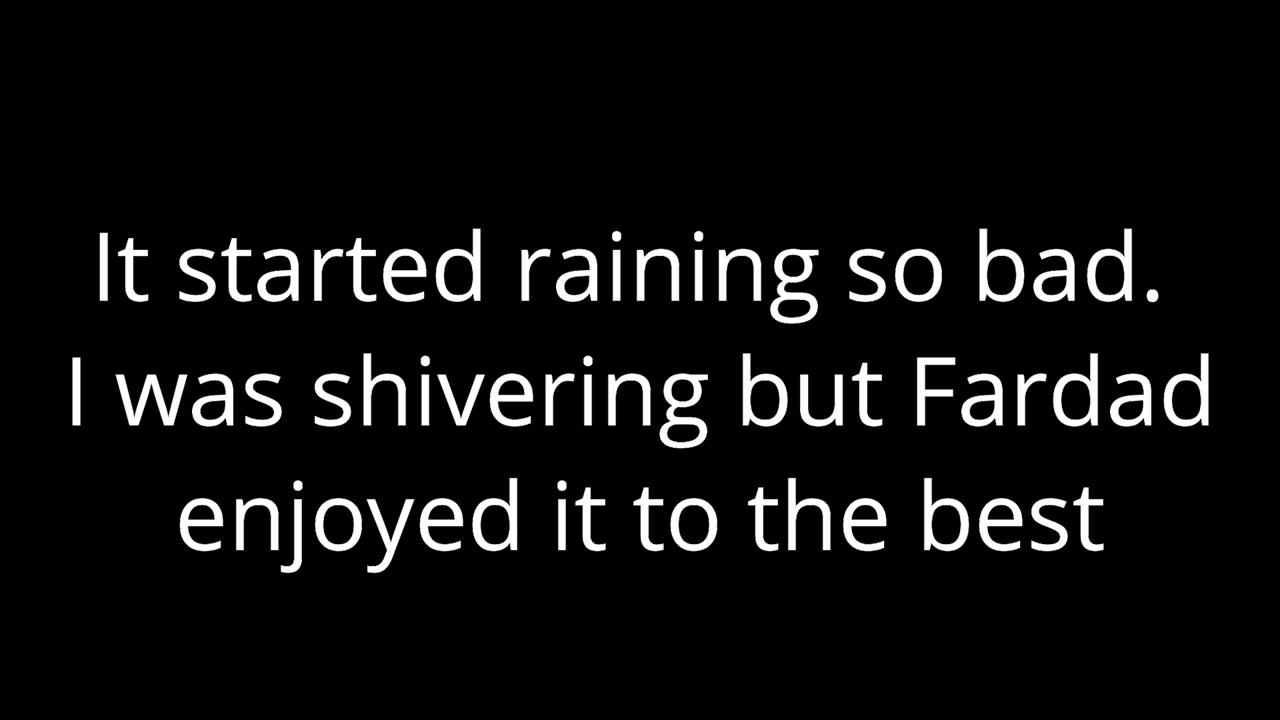 It started raining so bad.
I was shivering but Fardad
enjoyed it to the best